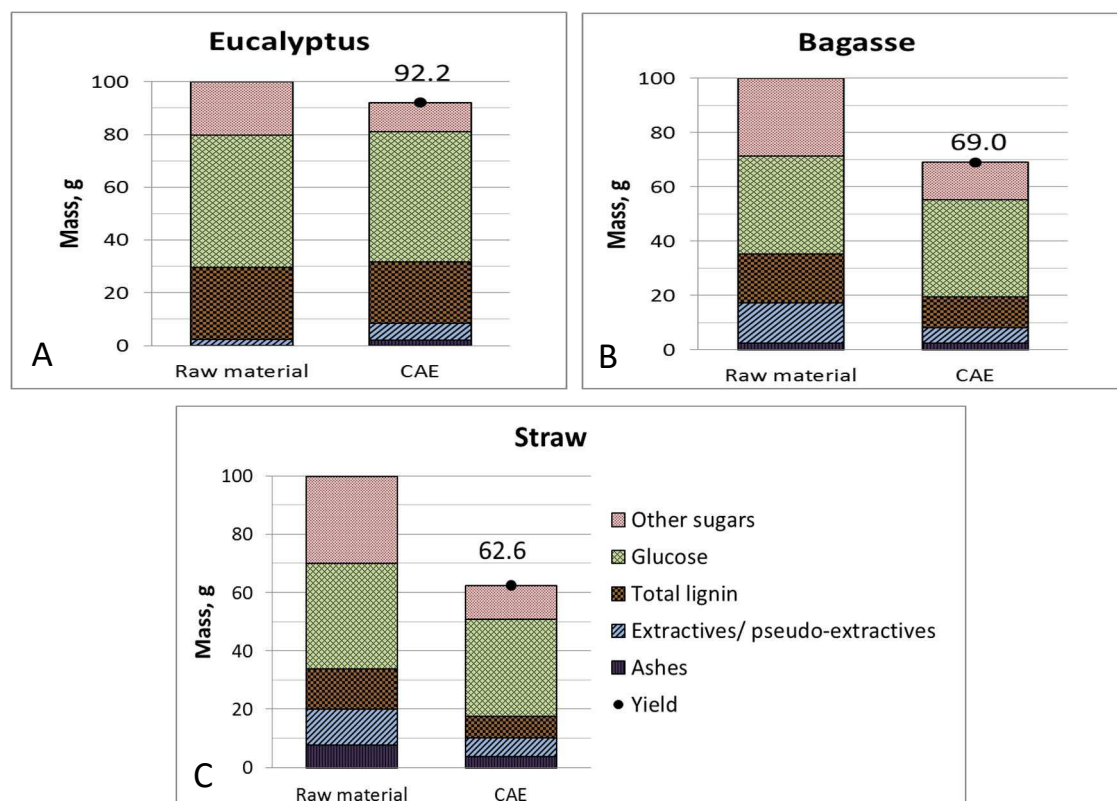 Eucalyptus
92.2
100
80
60
40
20
0
Mass, g
Raw material
CAE
A
Bagasse
69.0
100
80
60
40
20
0
Mass, g
Raw material
CAE
B
Straw
62.6
100
80
60
40
20
0
Mass, g
Raw material
CAE
C
Other sugars
Glucose
Total lignin
Extractives/ pseudo-extractives
Ashes
Yield